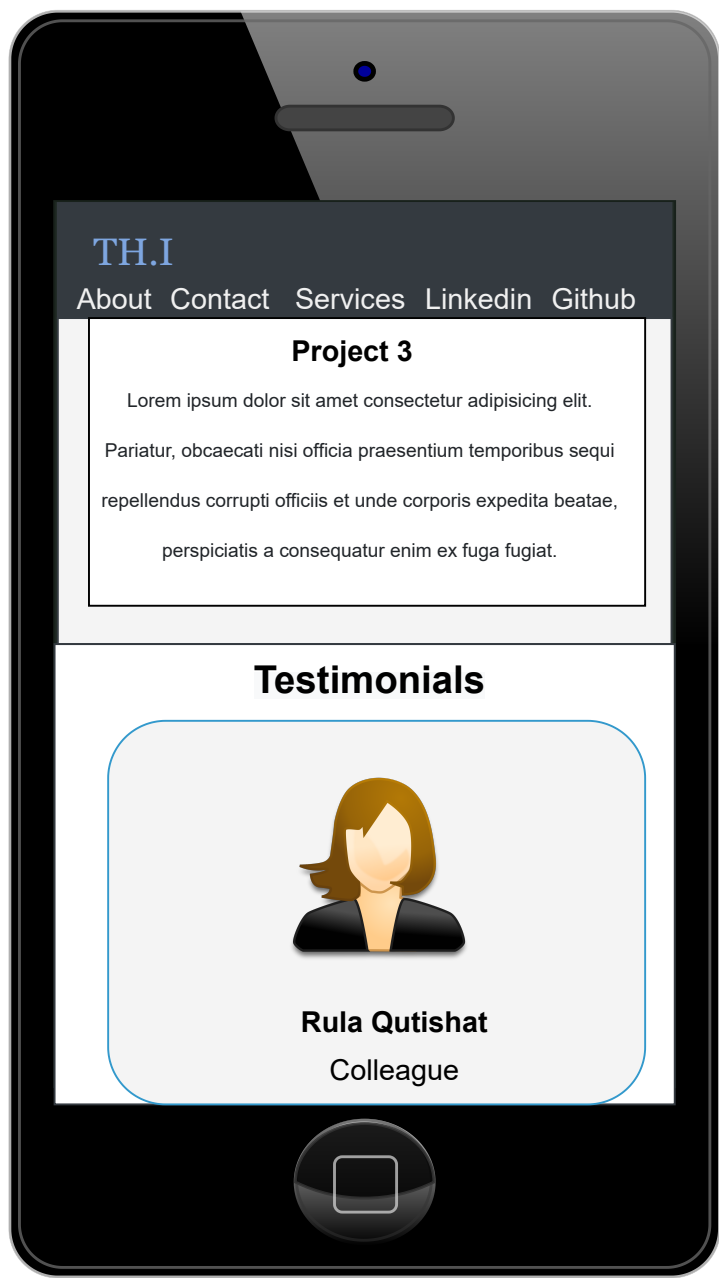 TH.I
About Contact Services Linkedin Github
Project 3
Lorem ipsum dolor sit amet consectetur adipisicing elit.
Pariatur, obcaecati nisi officia praesentium temporibus sequi
repellendus corrupti officiis et unde corporis expedita beatae,
perspiciatis a consequatur enim ex fuga fugiat.
Testimonials
Rula Qutishat
Colleague